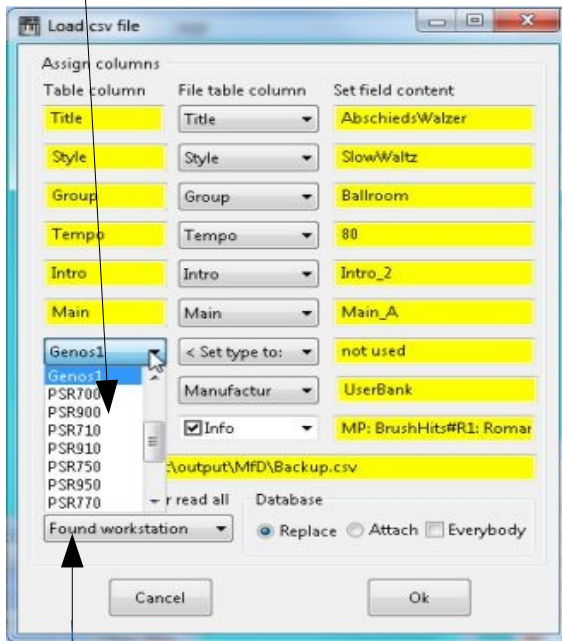 Load csv file
Assign columns
Table column File table column Set field content
Title Title AbschiedsWalzer
Style Style SlowWaltz
Group Group Ballroom
Tempo Tempo 80
Intro Intro Intro_2
Main Main Main_A
Genos1 < Set type to: not used
Genos1
PSR700
PSR900
PSR710
PSR910
PSR750
PSR950
PSR770
Manufactur UserBank
Info MP: BrushHits#R1: Romar
:\output\MfD\Backup.csv
r read all Database
Found workstation Replace Attach Everybody
Cancel Ok